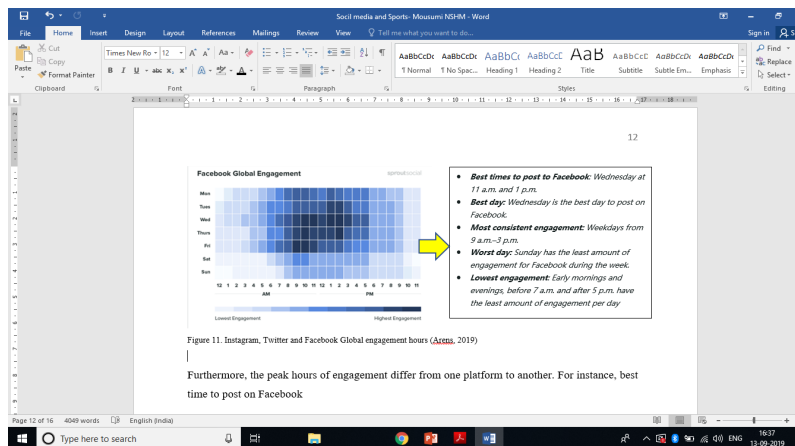 Socil media and Sports- Mousumi NSHM - Word
File Home Insert Design Layout References Mailings Review View Tell me what you want to do... Sign in
Paste
Cut
Copy
Format Painter
Times New Ro 12
Aa
B I U abc x, x²
AaBbCcDc AaBbCcDc AaBbCc AaBbCcC AaB AaBbCcC AaBbCcDc AaBbCcDc
¶ Normal ¶ No Spac... Heading 1 Heading 2 Title Subtitle Subtle Em... Emphasis
Find
Replace
Select
Clipboard Font Paragraph Styles Editing
12
Facebook Global Engagement sproutsocial
Mon
Tues
Wed
Thurs
Fri
Sat
Sun
12 1 2 3 4 5 6 7 8 9 10 11 12 1 2 3 4 5 6 7 8 9 10 11
AM PM
Lowest Engagement Highest Engagement
• Best times to post to Facebook: Wednesday at
11 a.m. and 1 p.m.
• Best day: Wednesday is the best day to post on
Facebook.
• Most consistent engagement: Weekdays from
9 a.m.–3 p.m.
• Worst day: Sunday has the least amount of
engagement for Facebook during the week.
• Lowest engagement: Early mornings and
evenings, before 7 a.m. and after 5 p.m. have
the least amount of engagement per day
Figure 11. Instagram, Twitter and Facebook Global engagement hours (Arens, 2019)
Furthermore, the peak hours of engagement differ from one platform to another. For instance, best
time to post on Facebook
Page 12 of 16 4049 words English (India)
Type here to search
ENG
16:37
13-09-2019